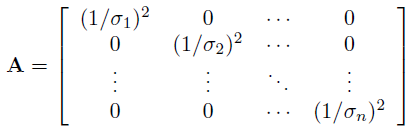 (1/σ₁)² 0 ⋯ 0
0 (1/σ₂)² ⋯ 0
A = ⋮ ⋮ ⋱ ⋮
0 0 ⋯ (1/σₙ)²